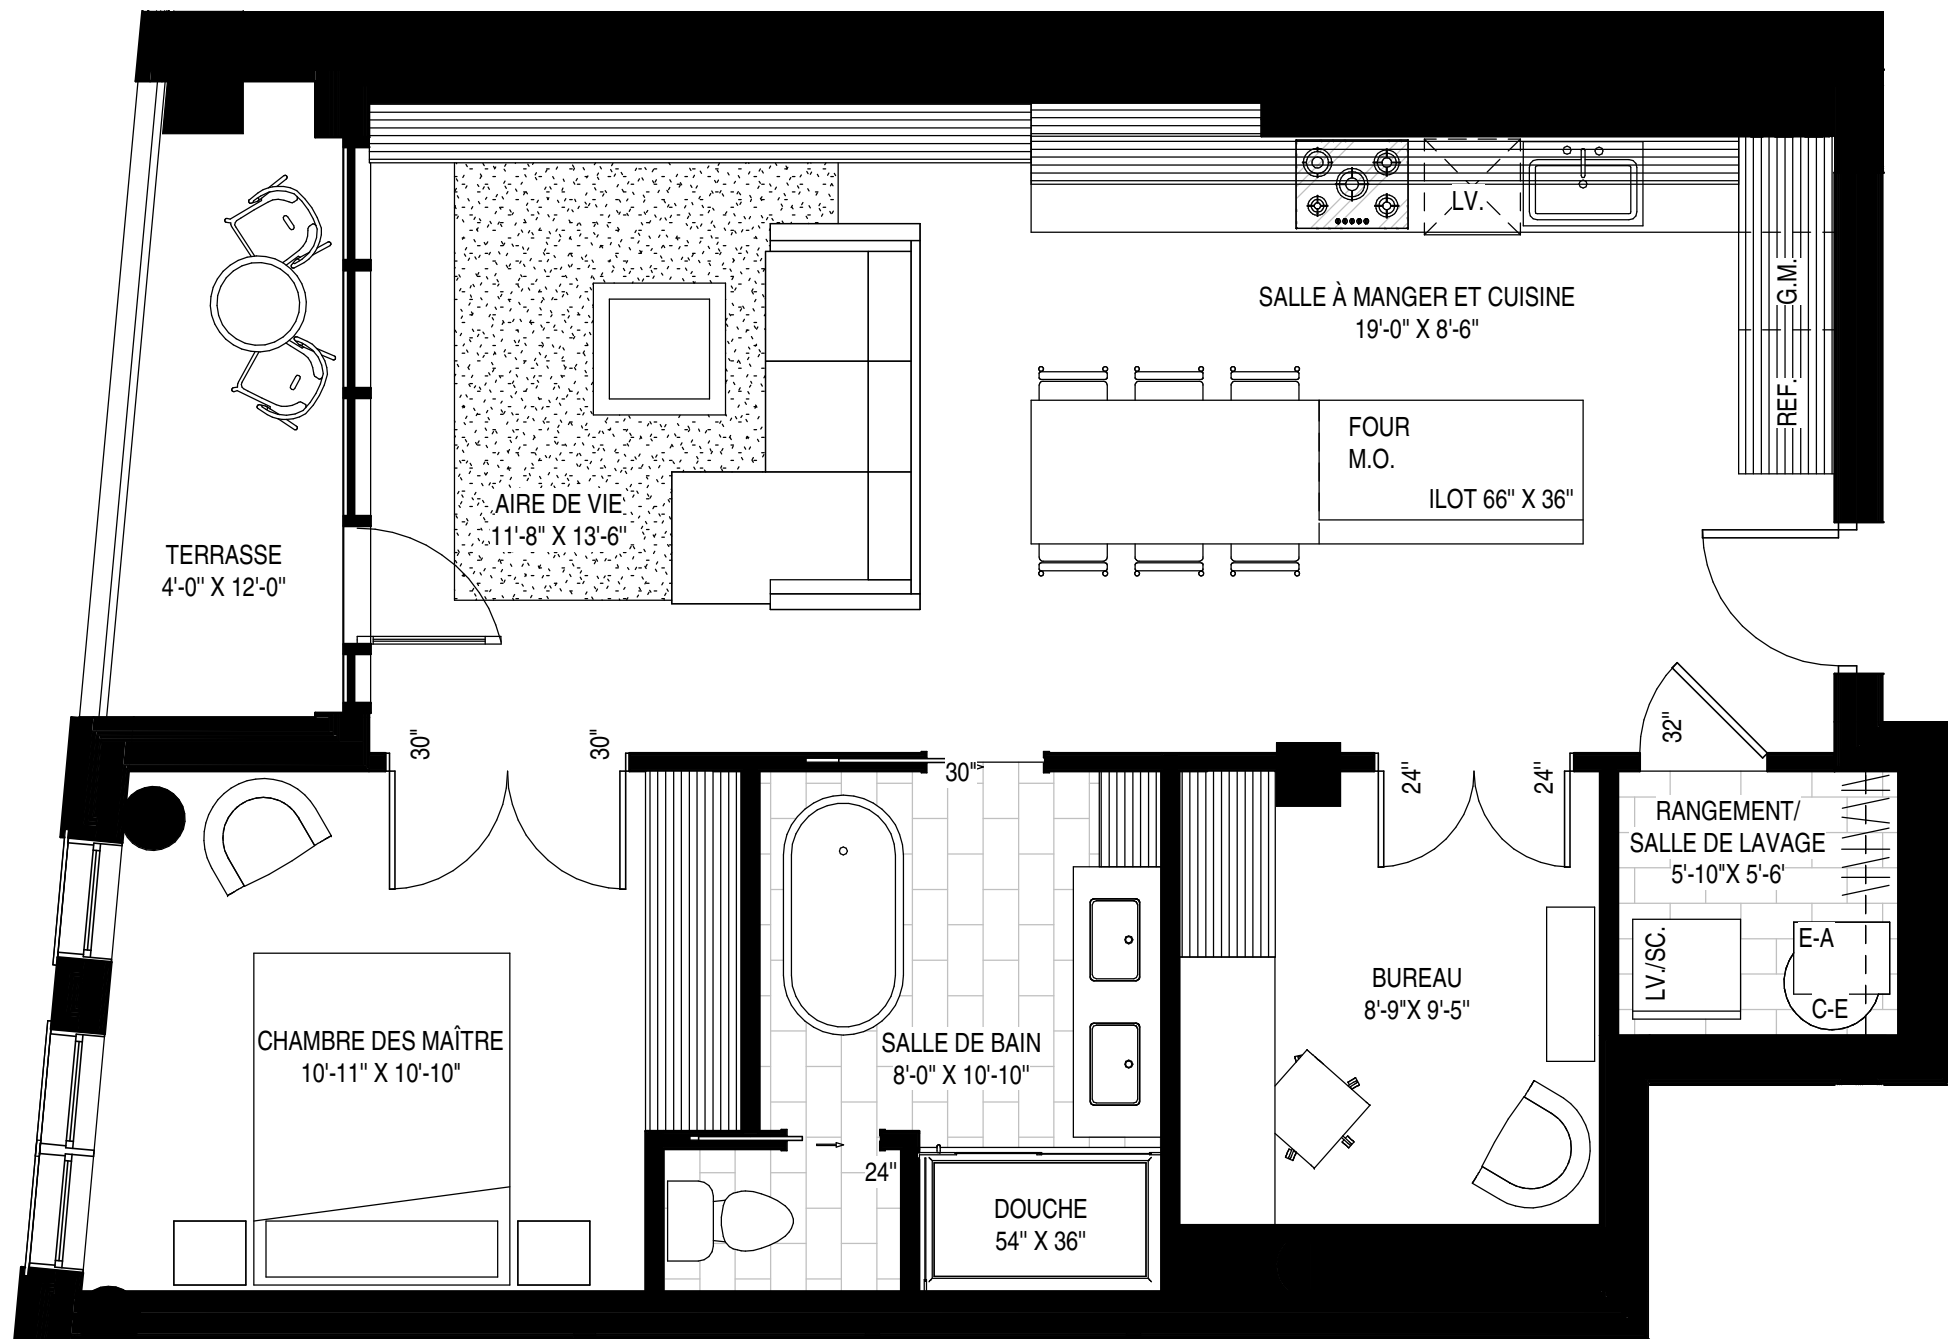 LV.
SALLE À MANGER ET CUISINE
19'-0" X 8'-6"
G.M.
REF.
FOUR
M.O.
ILOT 66" X 36"
AIRE DE VIE
11'-8" X 13'-6"
TERRASSE
4'-0" X 12'-0"
30"
30"
30"
24"
24"
32"
RANGEMENT/
SALLE DE LAVAGE
5'-10"X 5'-6'
LV./SC.
E-A
C-E
BUREAU
8'-9"X 9'-5"
CHAMBRE DES MAÎTRE
10'-11" X 10'-10"
SALLE DE BAIN
8'-0" X 10'-10"
24"
DOUCHE
54" X 36"